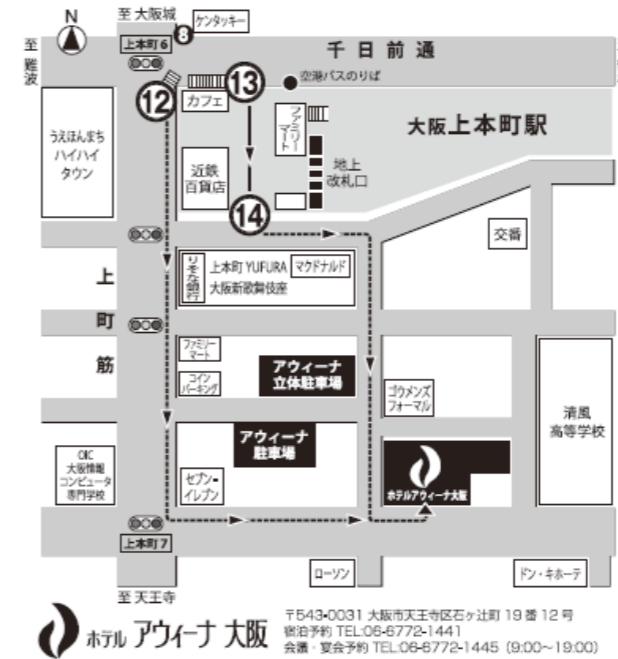 N
至 大阪城
8
ケンタッキー
上本町6
至 難波
千日前通
12
13
空港バスのりば
カフェ
大阪上本町駅
ファミリーマート
うえほんまち
ハイハイ
タウン
近鉄
百貨店
地上
改札口
14
交番
上町筋
りそな銀行
上本町 YUFURA
マクドナルド
大阪新歌舞伎座
ファミリー
マート
アウィーナ
立体駐車場
コイン
パーキング
ゴウメンズ
フォーマル
清風
高等学校
アウィーナ
駐車場
OIC
大阪情報
コンピュータ
専門学校
セブン-
イレブン
ホテルアウィーナ大阪
上本町7
ローソン
ドン・キホーテ
至 天王寺
ホテル アウィーナ 大阪
〒543-0031 大阪市天王寺区石ヶ辻町 19 番 12 号
宿泊予約 TEL:06-6772-1441
会議・宴会予約 TEL:06-6772-1445（9:00～19:00）